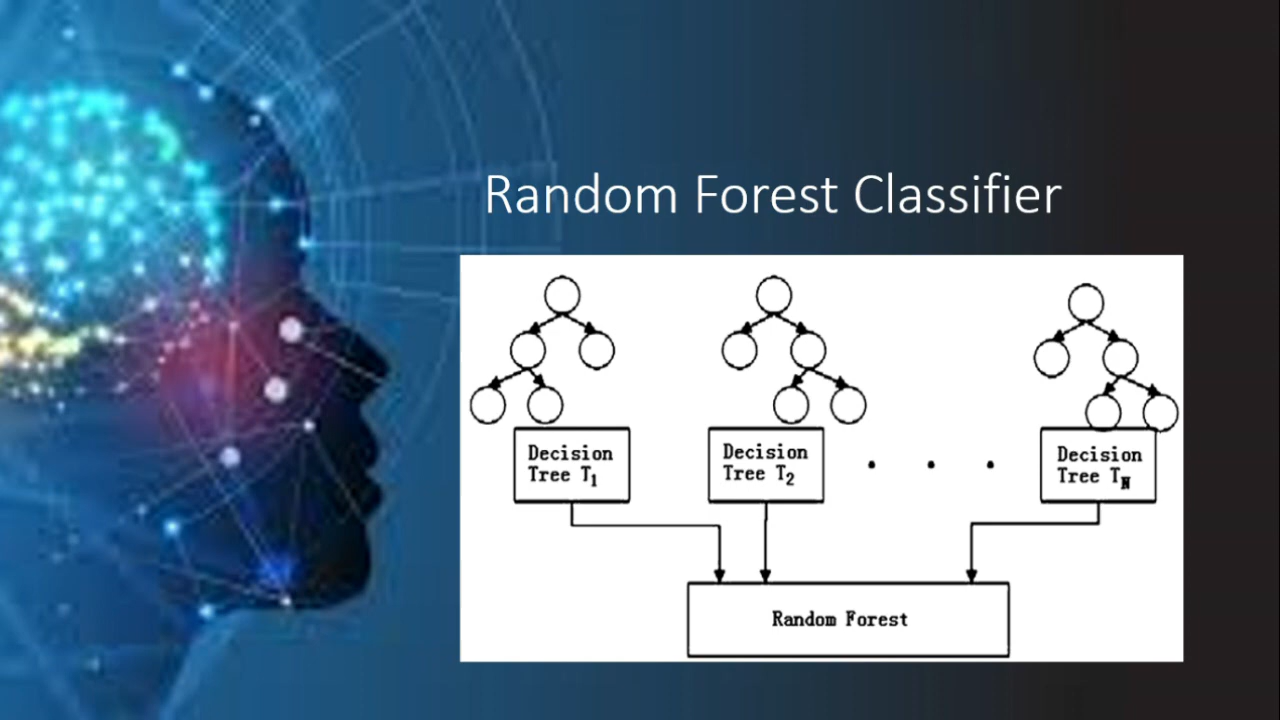 Random Forest Classifier
Decision
Tree T1
Decision
Tree T2
Decision
Tree TN
Random Forest